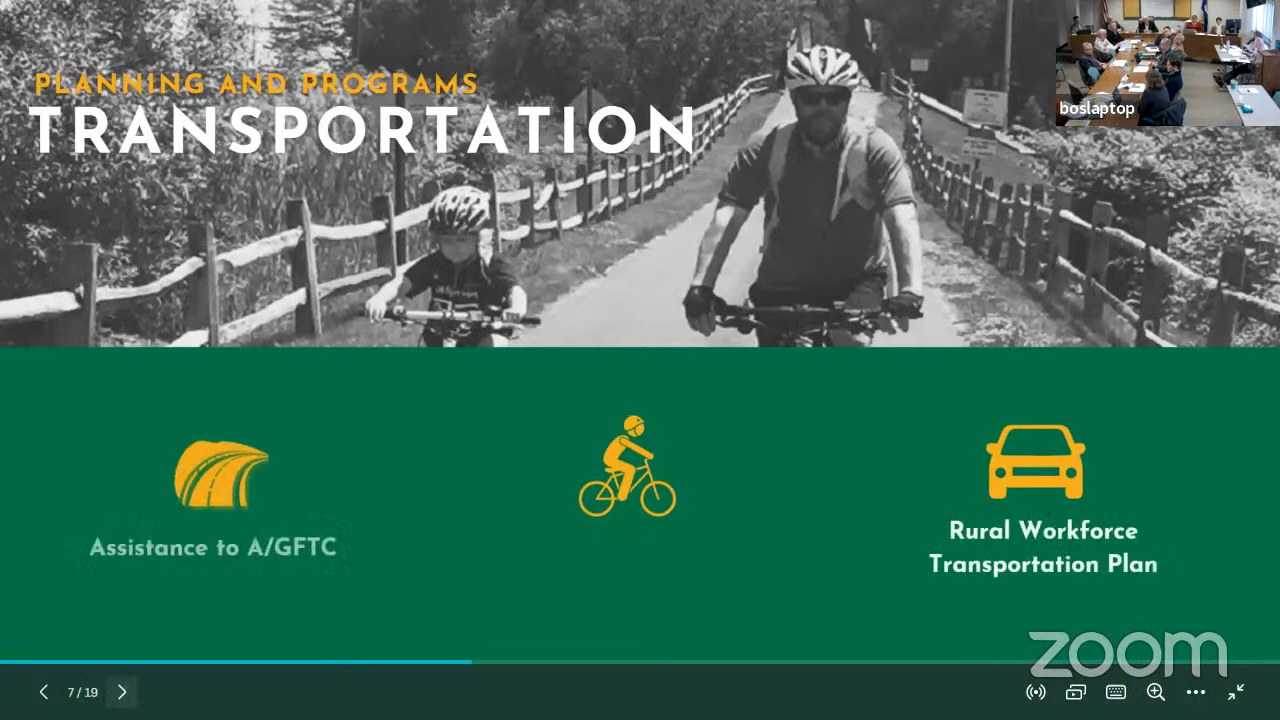 PLANNING AND PROGRAMS
TRANSPORTATION
boslaptop
Assistance to A/GFTC
Rural Workforce
Transportation Plan
zoom
7 / 19